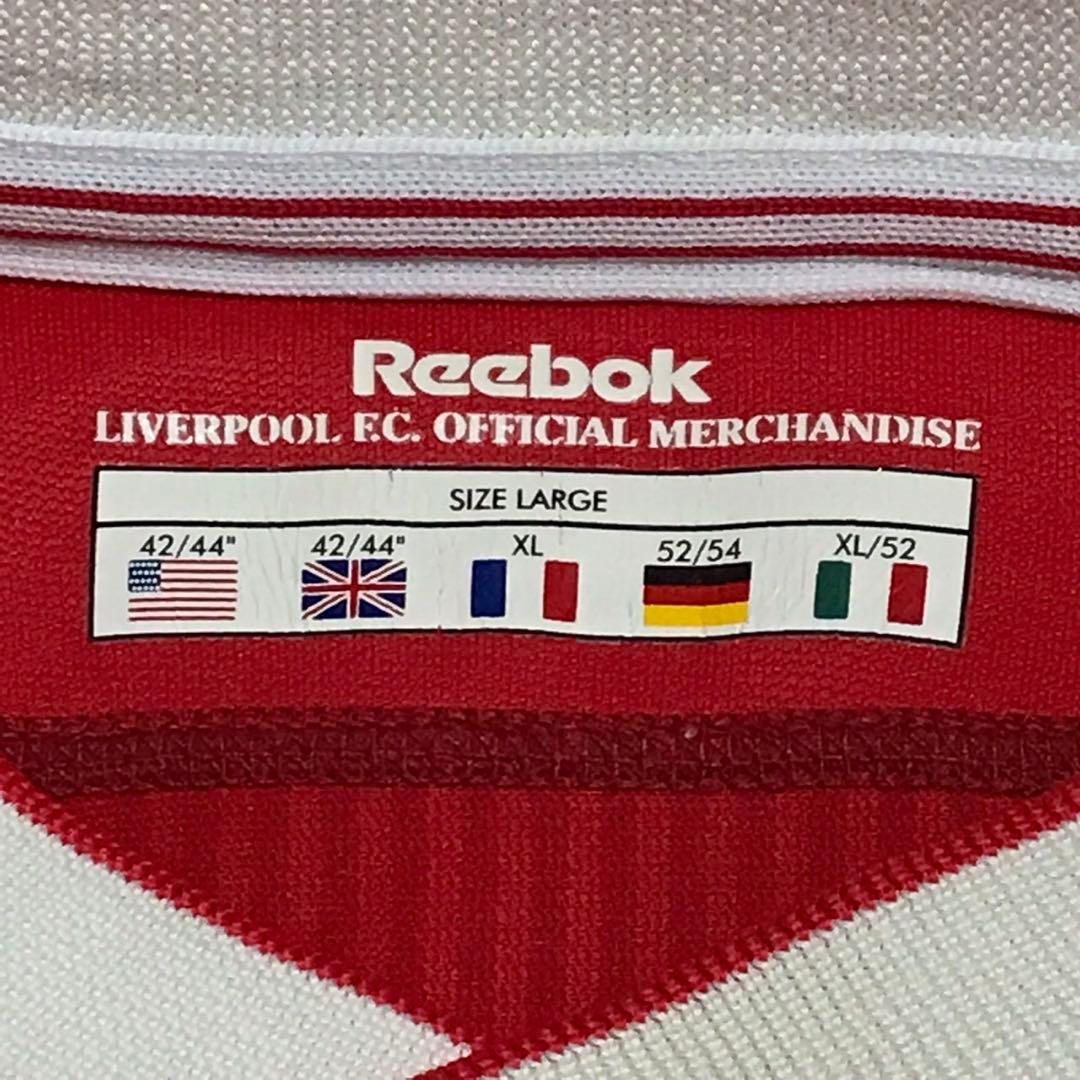 Reebok
LIVERPOOL F.C. OFFICIAL MERCHANDISE
SIZE LARGE
42/44" 42/44" XL 52/54 XL/52